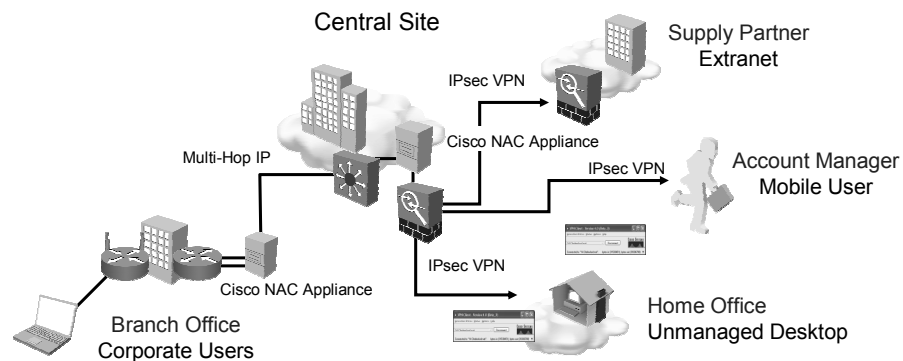 Central Site
Supply Partner
Extranet
IPsec VPN
Cisco NAC Appliance
Multi-Hop IP
IPsec VPN
Account Manager
Mobile User
IPsec VPN
Cisco NAC Appliance
Home Office
Unmanaged Desktop
Branch Office
Corporate Users